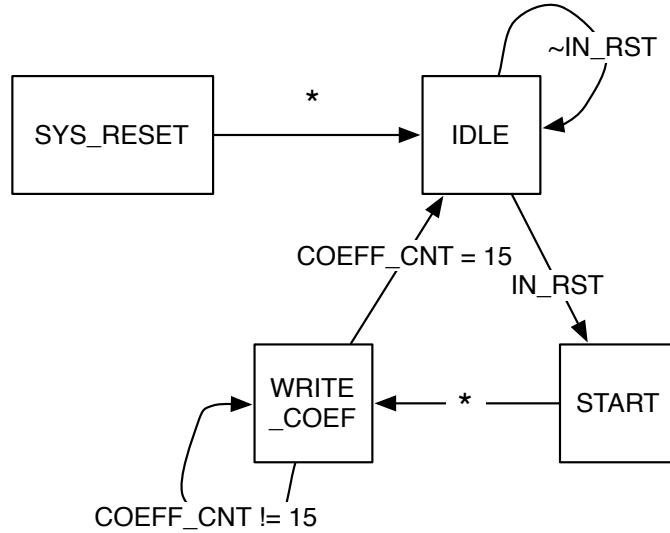 ~IN_RST
*
SYS_RESET
IDLE
COEFF_CNT = 15
IN_RST
WRITE
_COEF
*
START
COEFF_CNT != 15